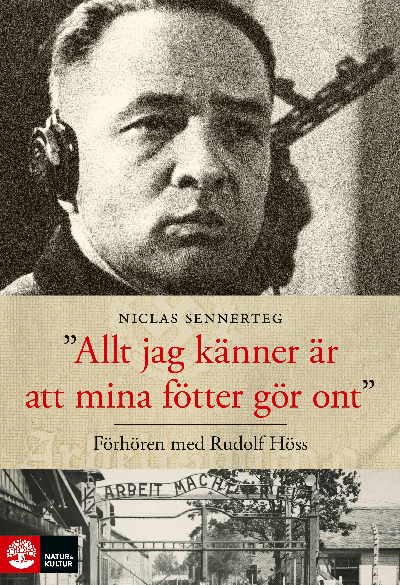 NICLAS SENNERTEG
”Allt jag känner är
att mina fötter gör ont”
Förhören med Rudolf Höss
ARBEIT MACHT
NATUR &
KULTUR